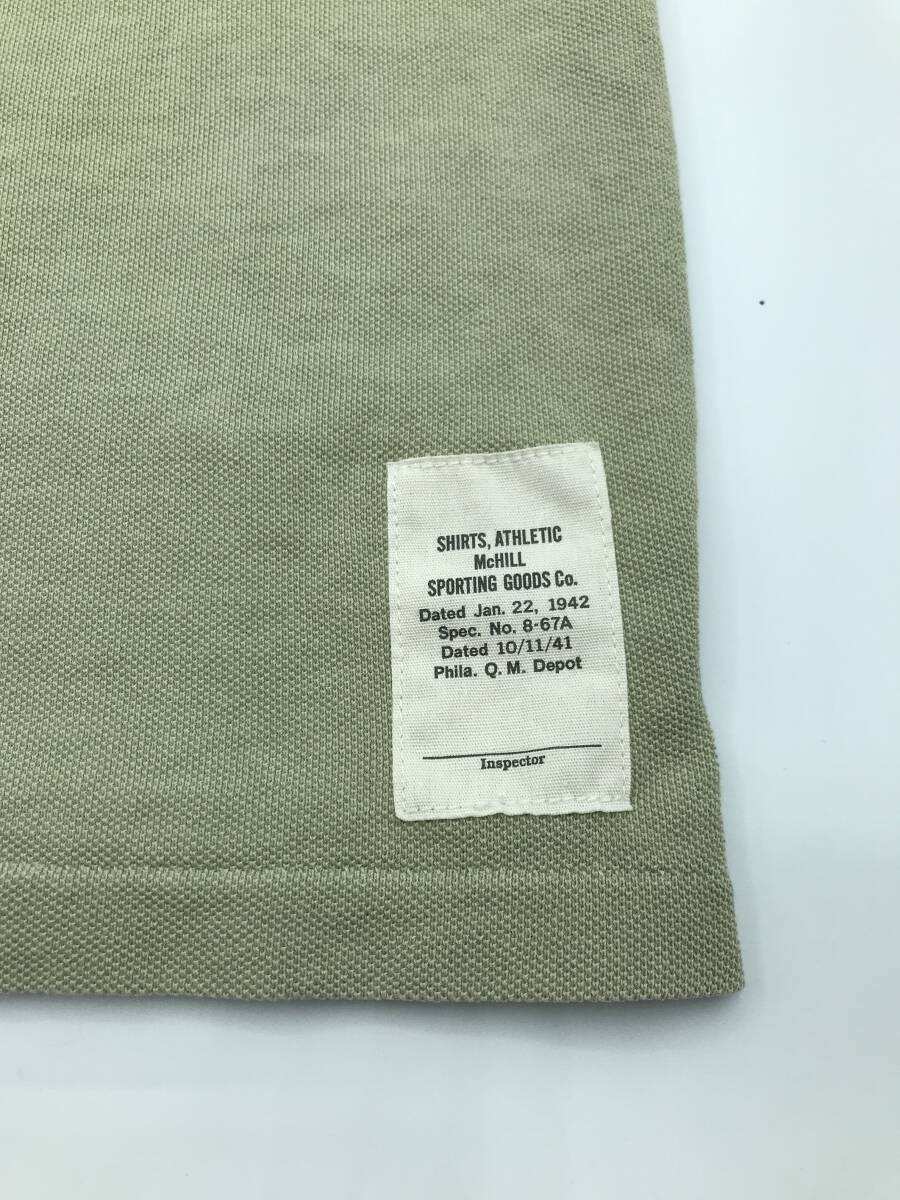 SHIRTS, ATHLETIC
McHILL
SPORTING GOODS Co.
Dated Jan. 22, 1942
Spec. No. 8-67A
Dated 10/11/41
Phila. Q. M. Depot
Inspector